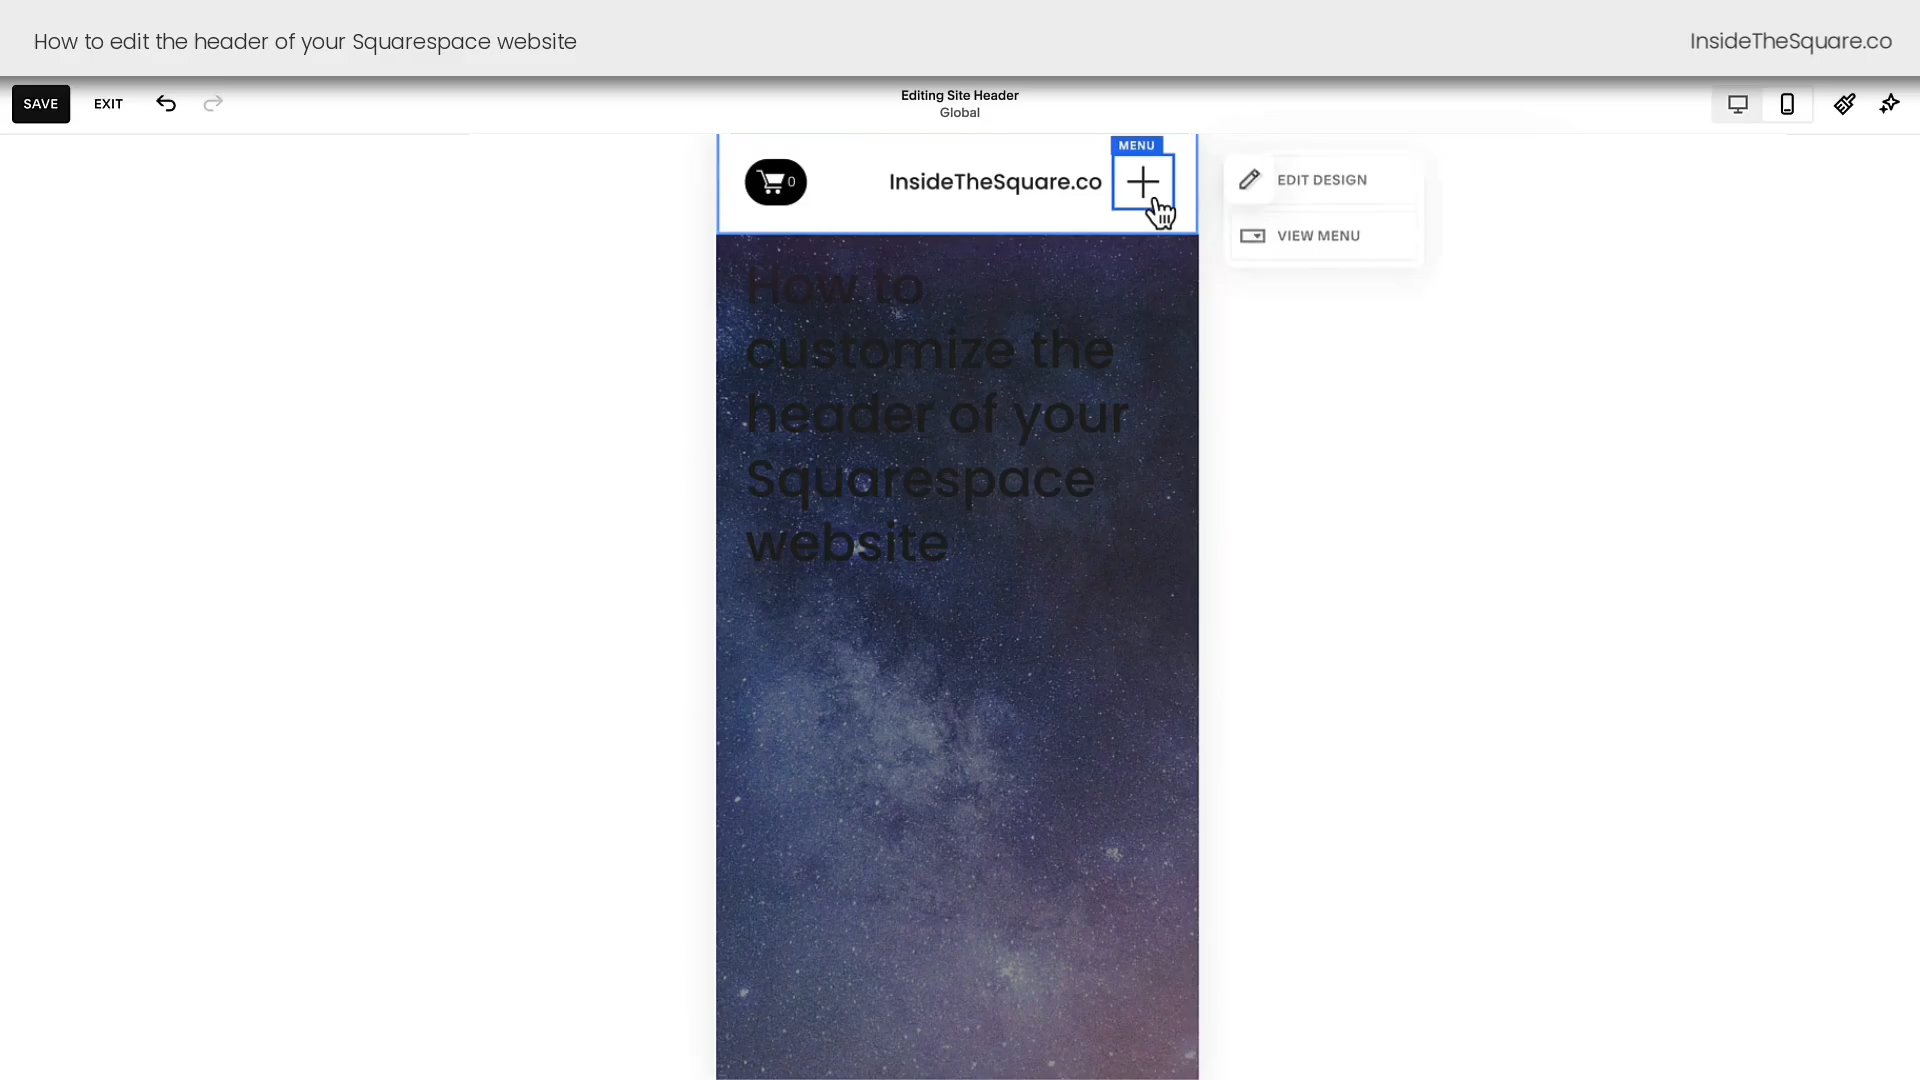 How to edit the header of your Squarespace website
InsideTheSquare.co
SAVE
EXIT
Editing Site Header
Global
MENU
0
InsideTheSquare.co
EDIT DESIGN
VIEW MENU
How to
customize the
header of your
Squarespace
website